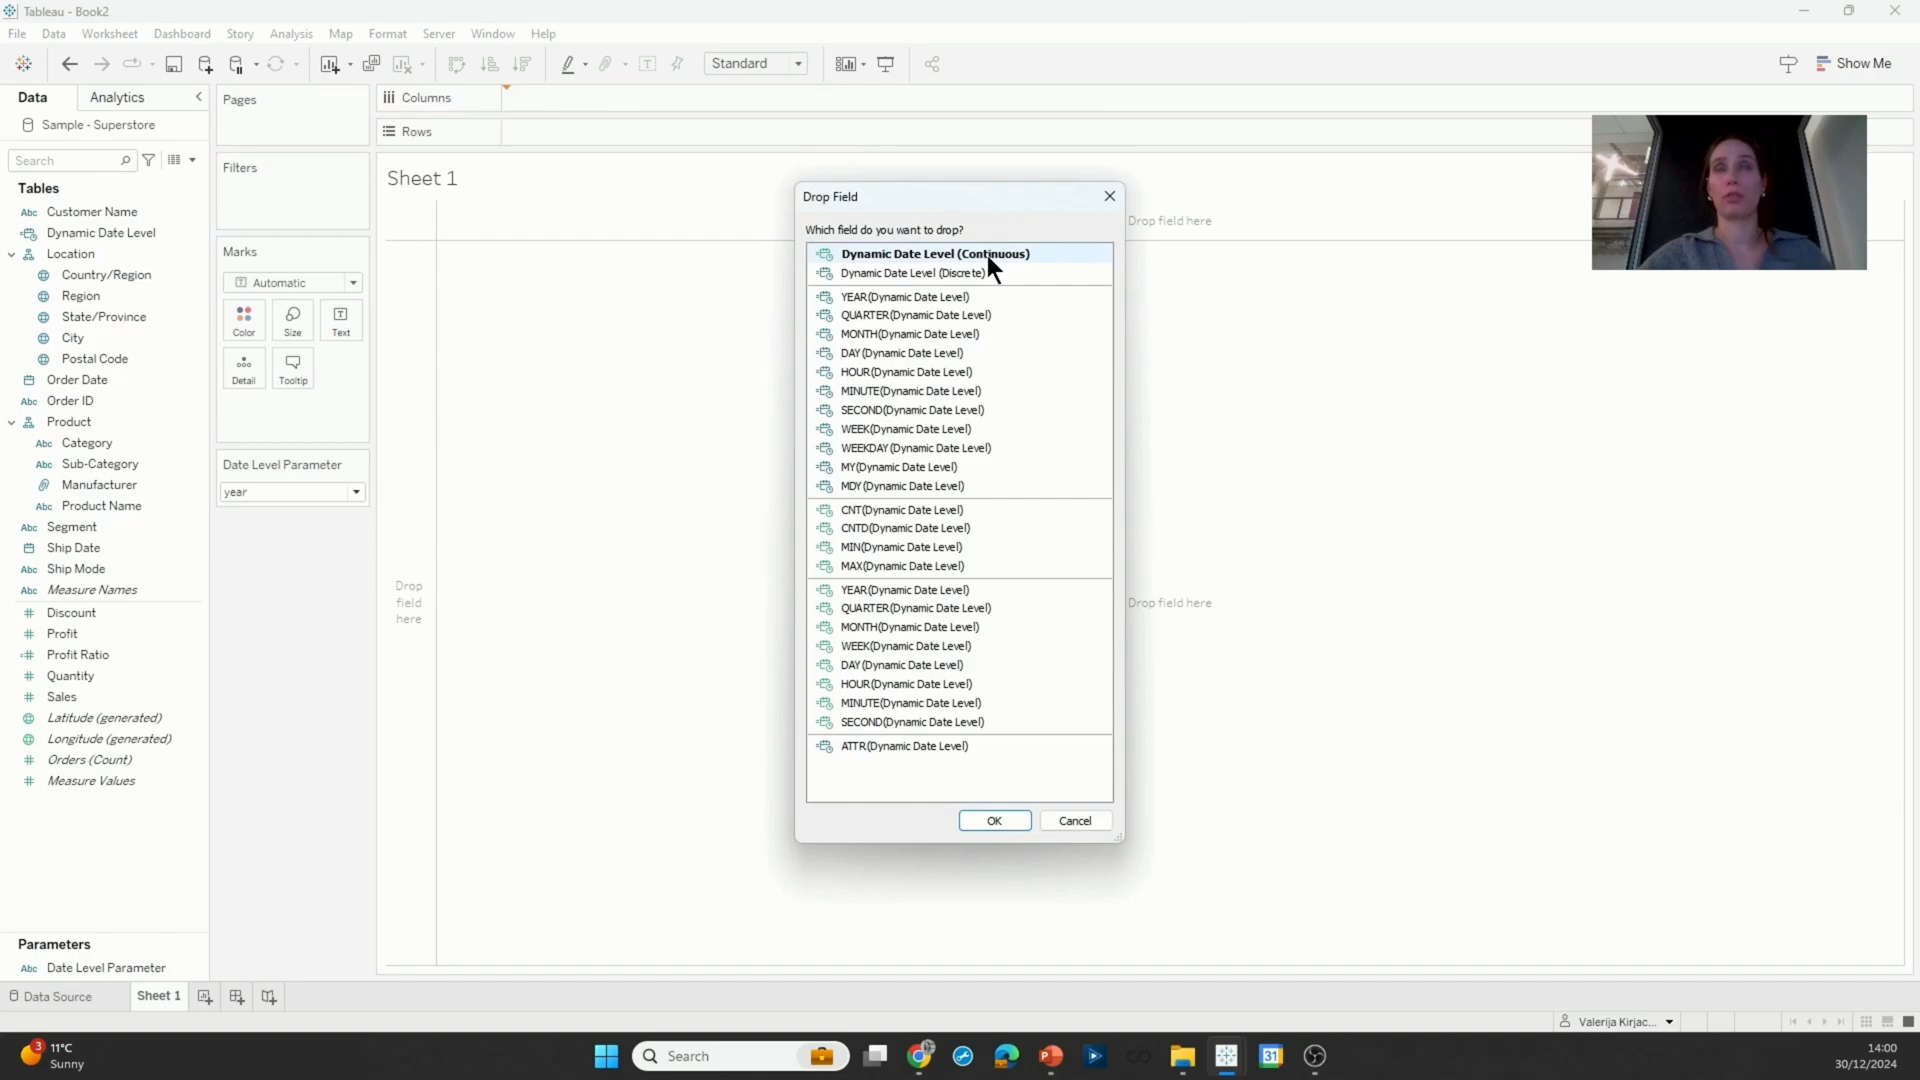 Tableau - Book2
File Data Worksheet Dashboard Story Analysis Map Format Server Window Help
Standard
Show Me
Data Analytics
Sample - Superstore
Search
Tables
Abc Customer Name
Dynamic Date Level
Location
Country/Region
Region
State/Province
City
Postal Code
Order Date
Abc Order ID
Product
Abc Category
Abc Sub-Category
Manufacturer
Abc Product Name
Abc Segment
Ship Date
Abc Ship Mode
Abc Measure Names
# Discount
# Profit
=# Profit Ratio
# Quantity
# Sales
Latitude (generated)
Longitude (generated)
# Orders (Count)
# Measure Values
Parameters
Abc Date Level Parameter
Pages
Filters
Marks
Automatic
Color Size Text
Detail Tooltip
Date Level Parameter
year
Columns
Rows
Sheet 1
Drop
field
here
Drop field here
Drop field here
Drop Field
Which field do you want to drop?
Dynamic Date Level (Continuous)
Dynamic Date Level (Discrete)
YEAR(Dynamic Date Level)
QUARTER(Dynamic Date Level)
MONTH(Dynamic Date Level)
DAY(Dynamic Date Level)
HOUR(Dynamic Date Level)
MINUTE(Dynamic Date Level)
SECOND(Dynamic Date Level)
WEEK(Dynamic Date Level)
WEEKDAY(Dynamic Date Level)
MY(Dynamic Date Level)
MDY(Dynamic Date Level)
CNT(Dynamic Date Level)
CNTD(Dynamic Date Level)
MIN(Dynamic Date Level)
MAX(Dynamic Date Level)
YEAR(Dynamic Date Level)
QUARTER(Dynamic Date Level)
MONTH(Dynamic Date Level)
WEEK(Dynamic Date Level)
DAY(Dynamic Date Level)
HOUR(Dynamic Date Level)
MINUTE(Dynamic Date Level)
SECOND(Dynamic Date Level)
ATTR(Dynamic Date Level)
OK Cancel
Data Source Sheet 1
Valerija Kirjac...
3
11°C
Sunny
Search
31
14:00
30/12/2024